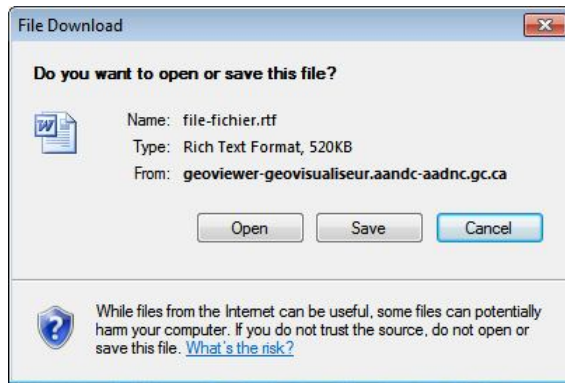 File Download
Do you want to open or save this file?
Name: file-fichier.rtf
Type: Rich Text Format, 520KB
From: geoviewer-geovisualiseur.aandc-aadnc.gc.ca
Open Save Cancel
While files from the Internet can be useful, some files can potentially
harm your computer. If you do not trust the source, do not open or
save this file. What's the risk?